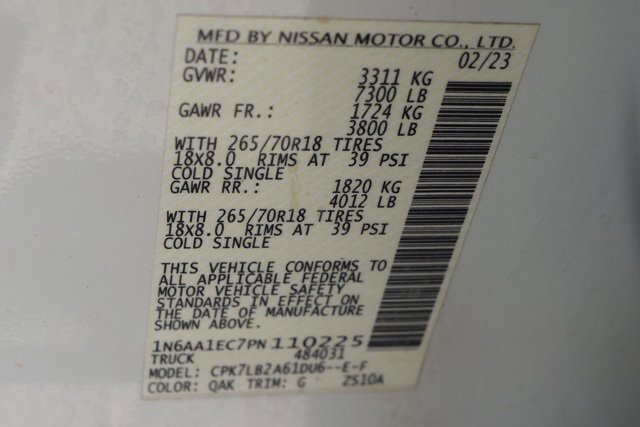 MFD BY NISSAN MOTOR CO., LTD.
DATE: 02/23
GVWR: 3311 KG
7300 LB
GAWR FR.: 1724 KG
3800 LB
WITH 265/70R18 TIRES
18X8.0 RIMS AT 39 PSI
COLD SINGLE
GAWR RR.: 1820 KG
4012 LB
WITH 265/70R18 TIRES
18X8.0 RIMS AT 39 PSI
COLD SINGLE
THIS VEHICLE CONFORMS TO
ALL APPLICABLE FEDERAL
MOTOR VEHICLE SAFETY
STANDARDS IN EFFECT ON
THE DATE OF MANUFACTURE
SHOWN ABOVE.
1N6AA1EC7PN 110225
TRUCK 484031
MODEL: CPK7LB2A61DU6--E-F
COLOR: QAK TRIM: G ZS10A